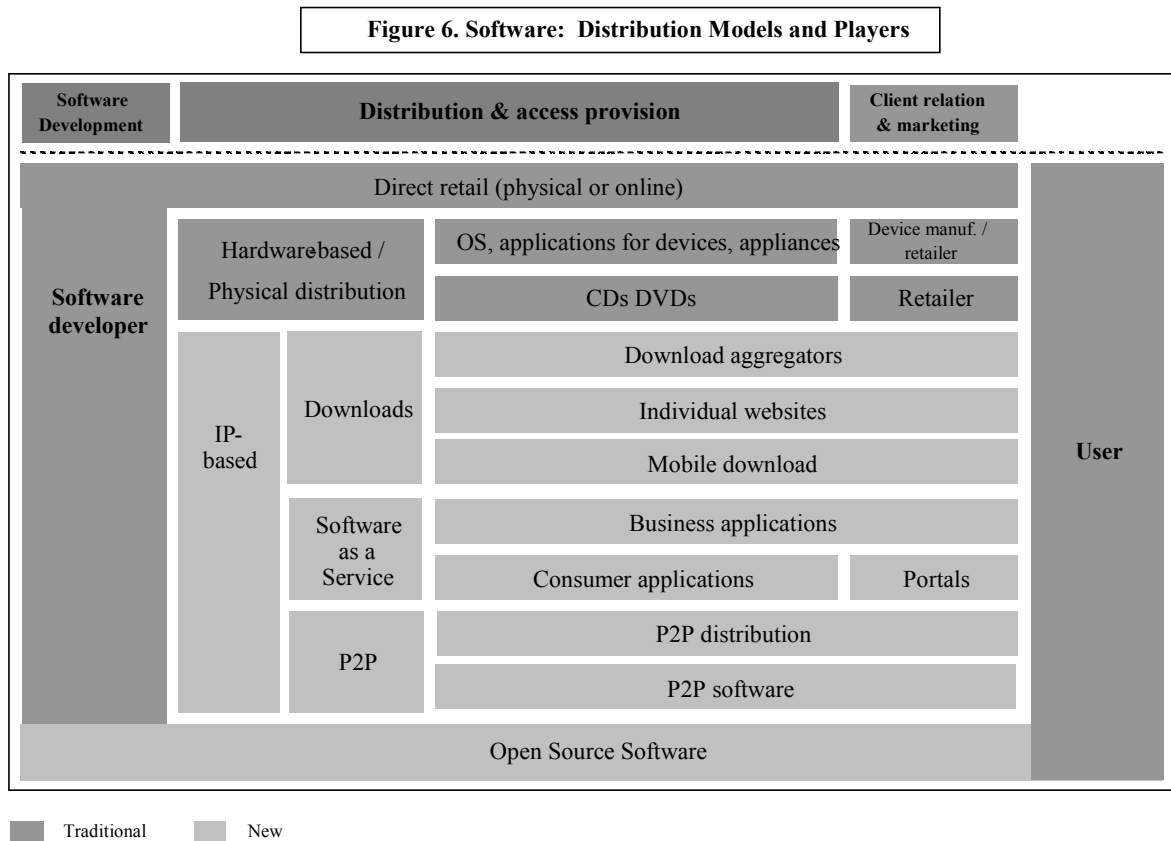 Figure 6. Software: Distribution Models and Players
Software
Development
Distribution & access provision
Client relation
& marketing
Direct retail (physical or online)
Software
developer
Hardware-based /
Physical distribution
OS, applications for devices, appliances
Device manuf. /
retailer
CDs DVDs
Retailer
IP-
based
Downloads
Download aggregators
Individual websites
Mobile download
Software
as a
Service
Business applications
Consumer applications
Portals
P2P
P2P distribution
P2P software
User
Open Source Software
Traditional
New